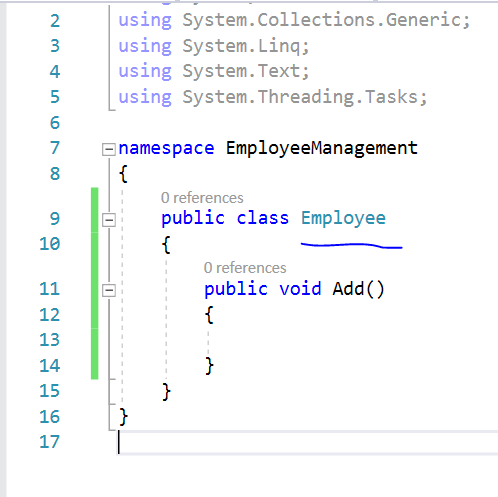 2 using System.Collections.Generic;
3 using System.Linq;
4 using System.Text;
5 using System.Threading.Tasks;
6
7 namespace EmployeeManagement
8 {
0 references
9 public class Employee
10 {
0 references
11 public void Add()
12 {
13
14 }
15 }
16 }
17